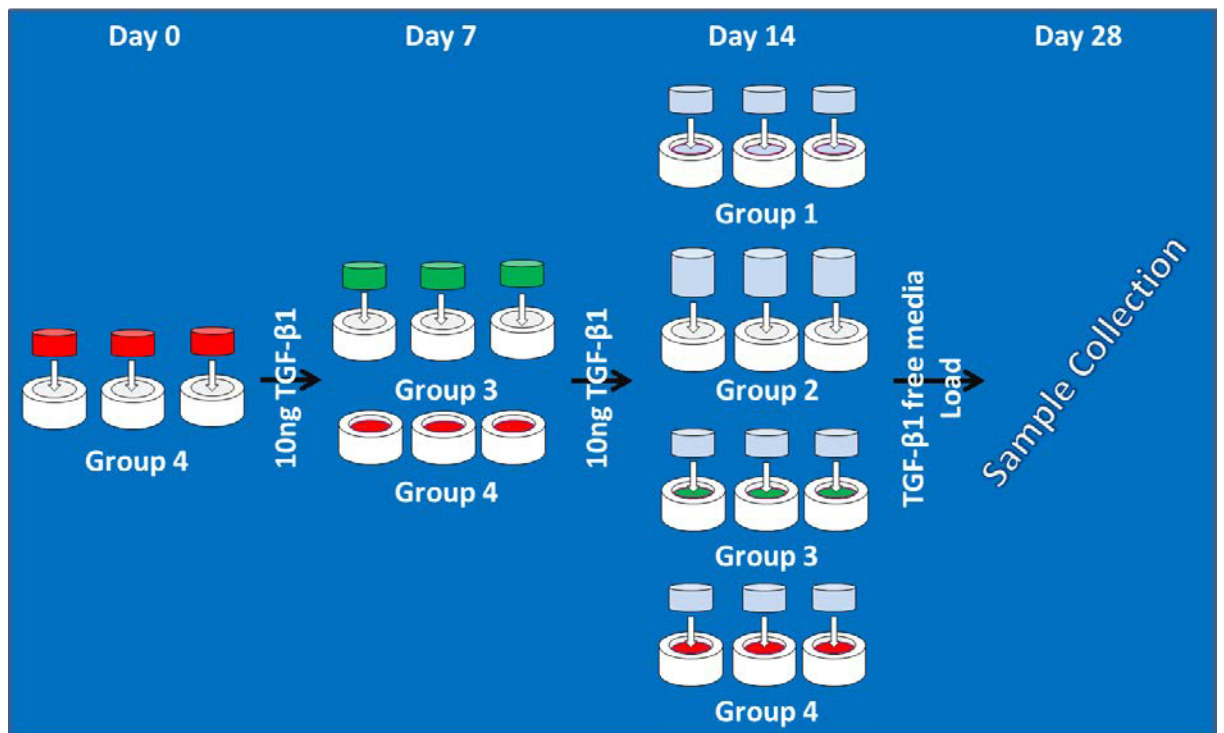 Day 0
Day 7
Day 14
Day 28
Group 1
Group 2
Group 3
Group 4
10ng TGF-β1
Group 3
Group 4
10ng TGF-β1
Group 4
TGF-β1 free media
Load
Sample Collection